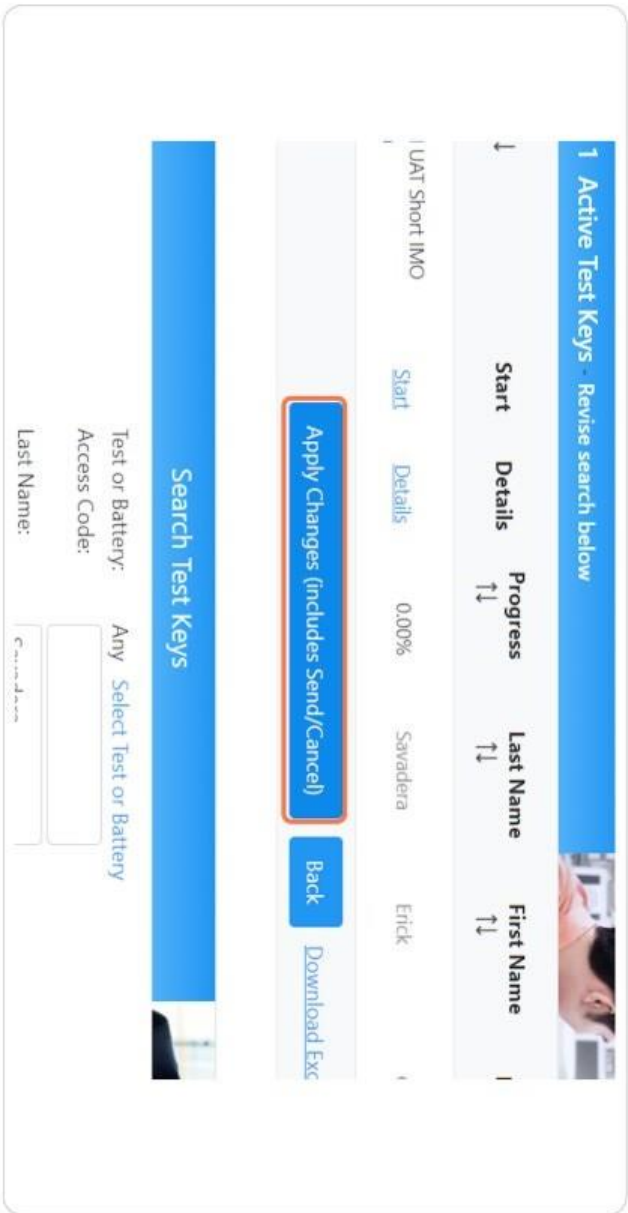 1 Active Test Keys - Revise search below
Start Details Progress Last Name First Name
UAT Short IMO Start Details 0.00% Savadera Erick
Apply Changes (includes Send/Cancel) Back Download Exc
Search Test Keys
Test or Battery: Any Select Test or Battery
Access Code:
Last Name: